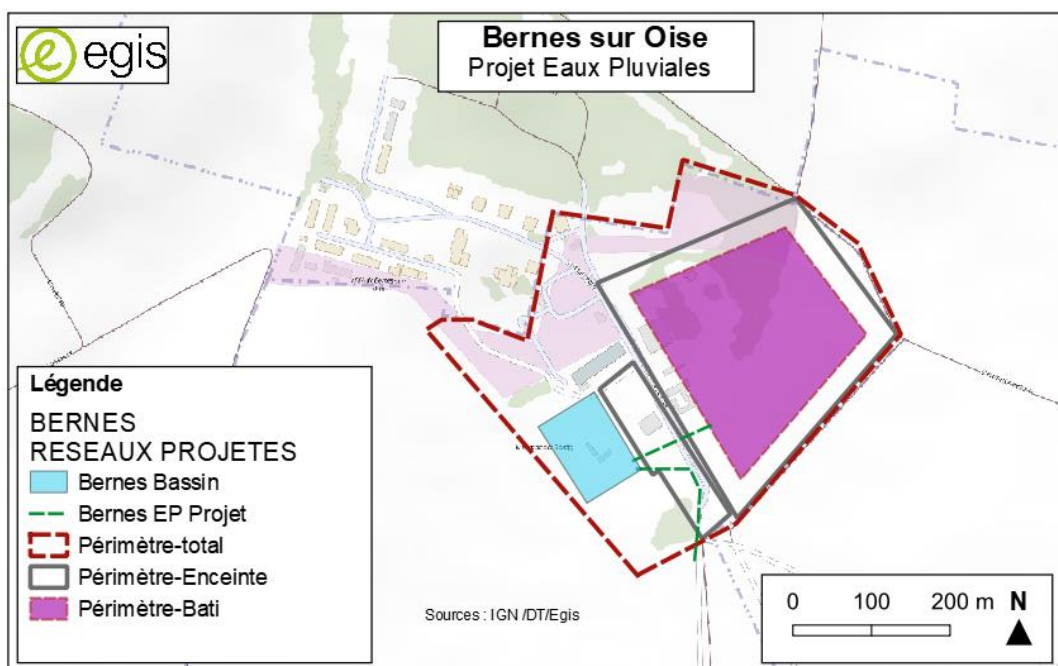 egis
Bernes sur Oise
Projet Eaux Pluviales
Légende
BERNES
RESEAUX PROJETES
Bernes Bassin
Bernes EP Projet
Périmètre-total
Périmètre-Enceinte
Périmètre-Bati
Sources : IGN /DT/Egis
0 100 200 m N